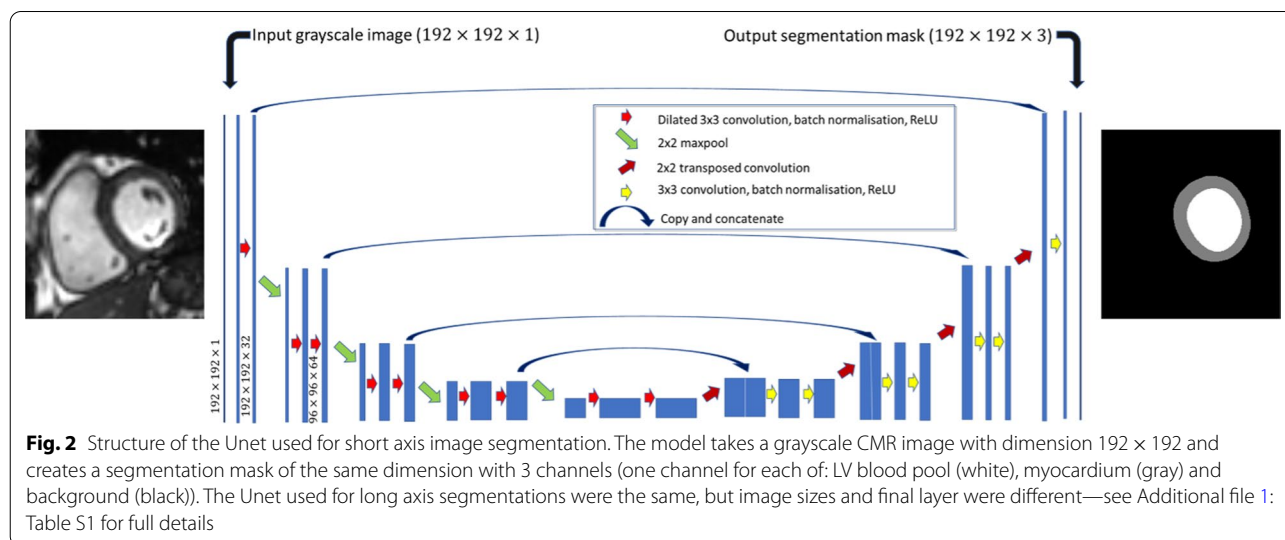 Input grayscale image (192 × 192 × 1)
Output segmentation mask (192 × 192 × 3)
Dilated 3x3 convolution, batch normalisation, ReLU
2x2 maxpool
2x2 transposed convolution
3x3 convolution, batch normalisation, ReLU
Copy and concatenate
192 × 192 × 1
192 × 192 × 32
96 × 96 × 64
Fig. 2 Structure of the Unet used for short axis image segmentation. The model takes a grayscale CMR image with dimension 192 × 192 and
creates a segmentation mask of the same dimension with 3 channels (one channel for each of: LV blood pool (white), myocardium (gray) and
background (black)). The Unet used for long axis segmentations were the same, but image sizes and final layer were different—see Additional file 1:
Table S1 for full details